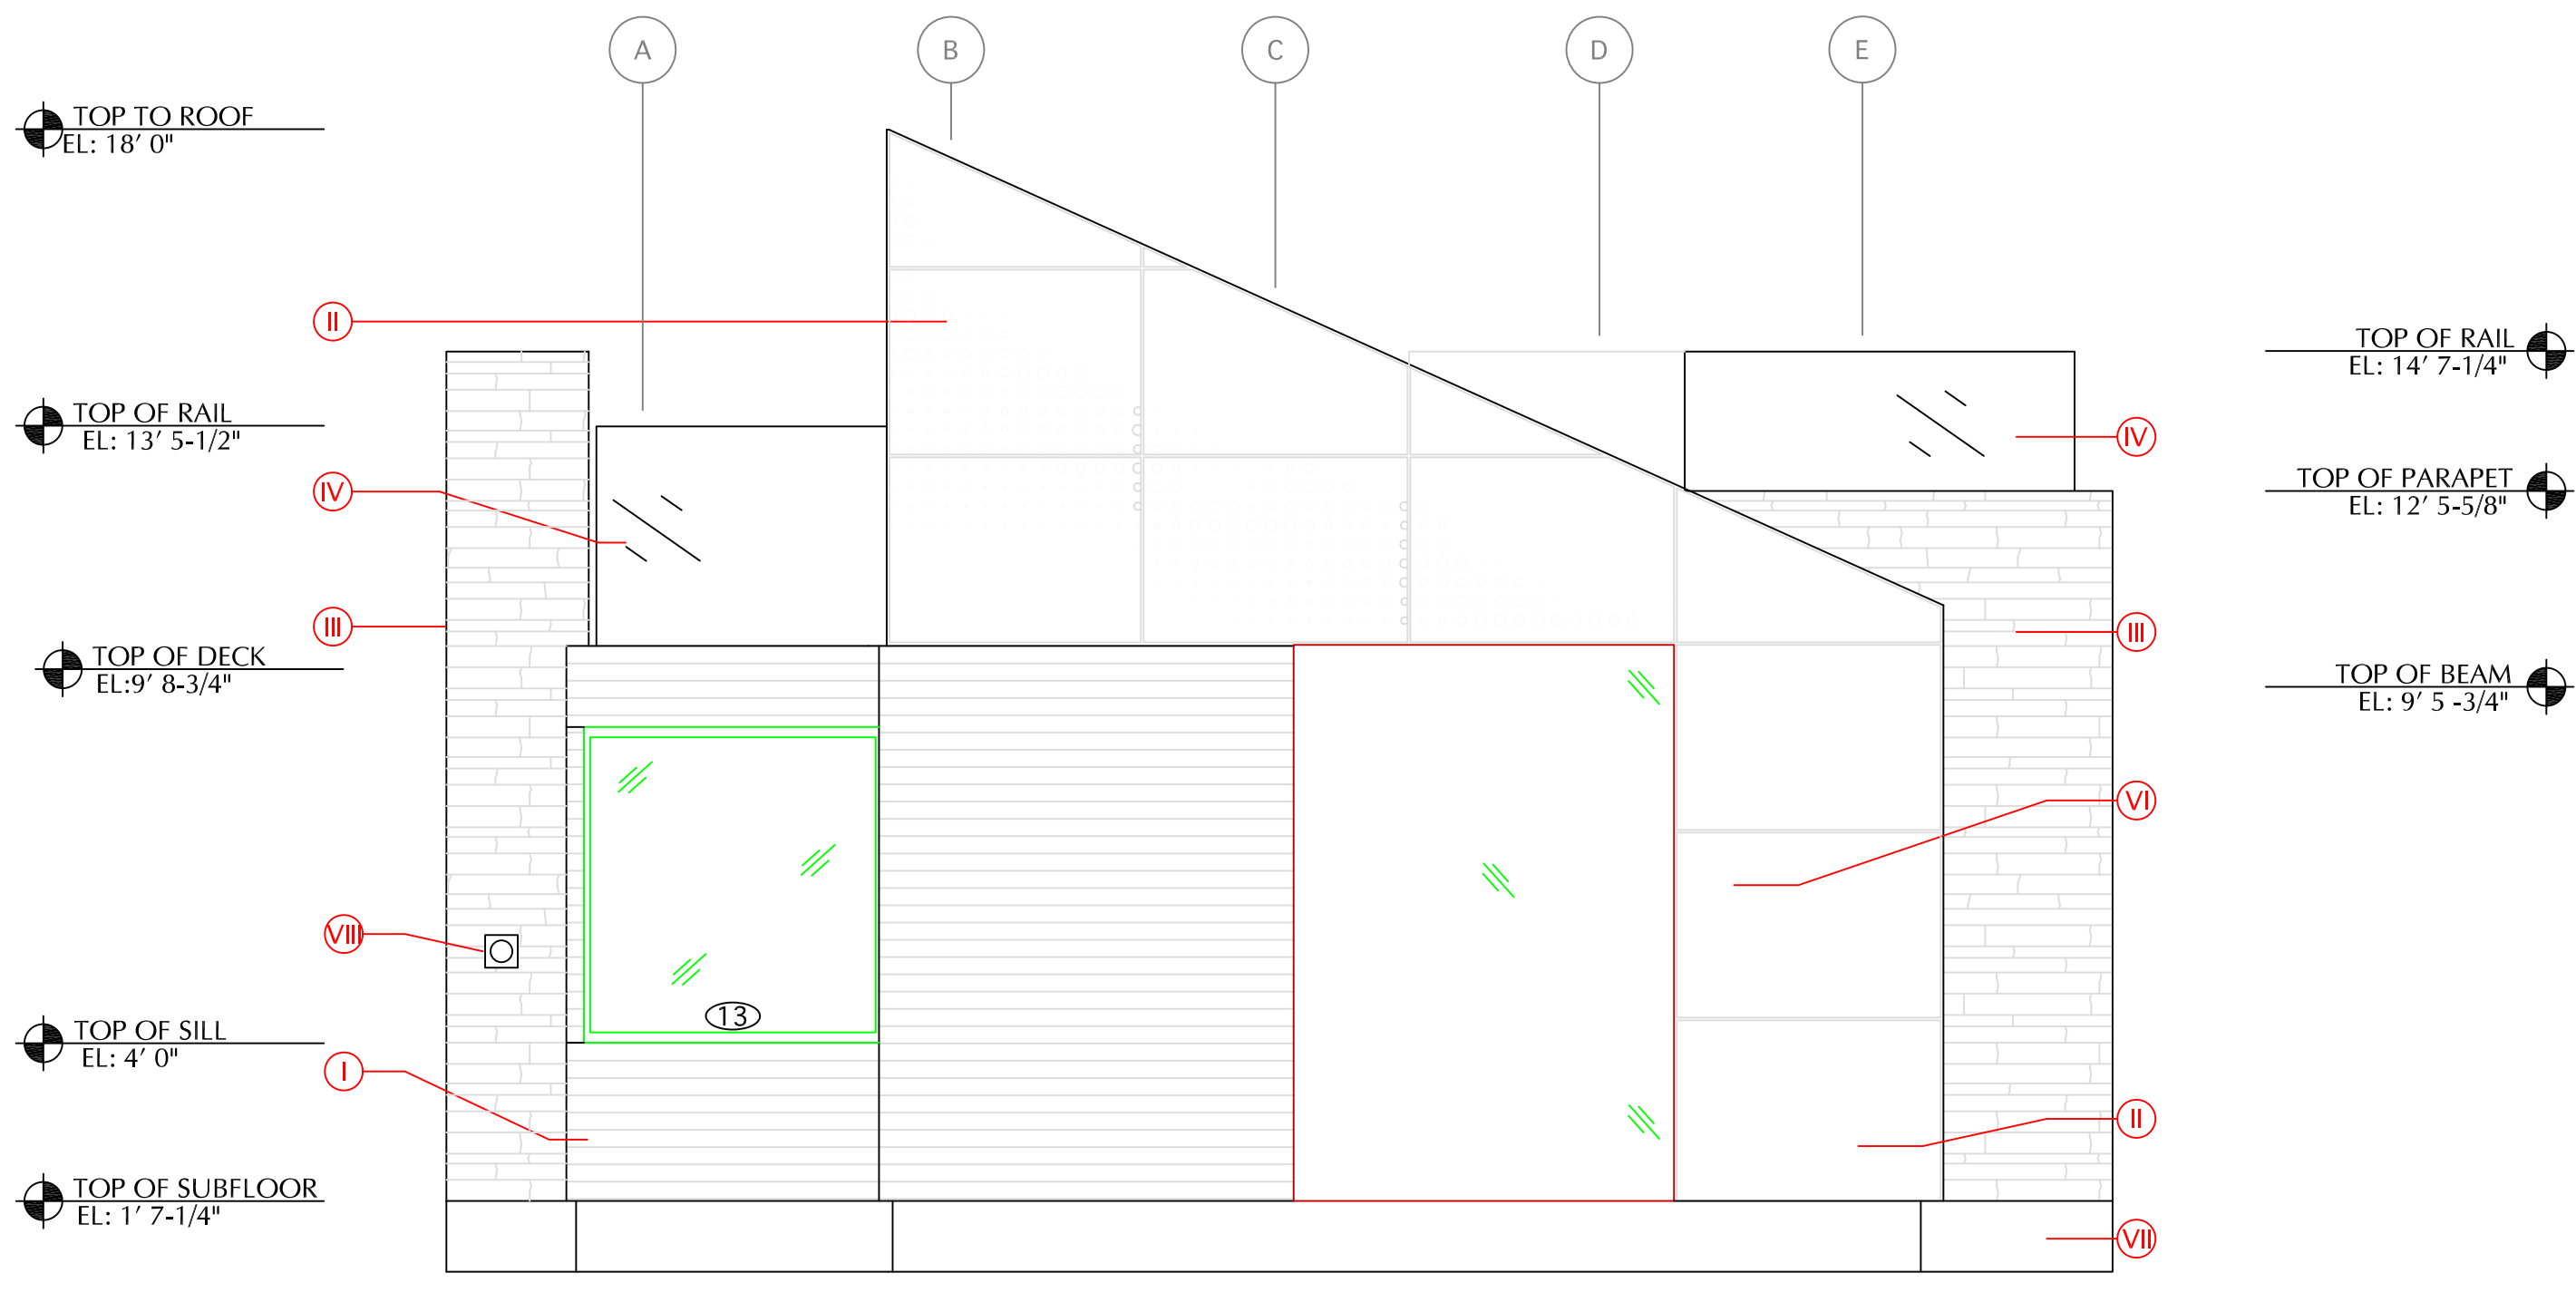 A B C D E
TOP TO ROOF
EL: 18' 0"
II
TOP OF RAIL
EL: 14' 7-1/4"
TOP OF RAIL
EL: 13' 5-1/2"
IV
IV
TOP OF PARAPET
EL: 12' 5-5/8"
III
III
TOP OF DECK
EL:9' 8-3/4"
TOP OF BEAM
EL: 9' 5 -3/4"
VI
VIII
13
TOP OF SILL
EL: 4' 0"
I
II
TOP OF SUBFLOOR
EL: 1' 7-1/4"
VII